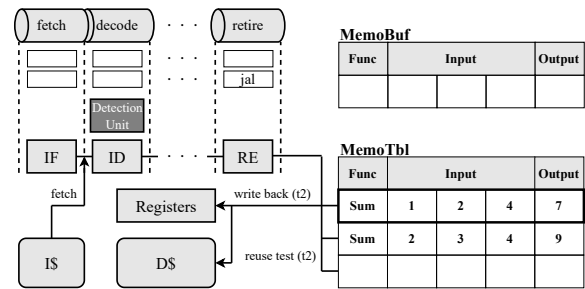 fetch decode · · · retire
jal
Detection
Unit
IF ID · · · RE
fetch
Registers
write back (t2)
I$ D$
reuse test (t2)
MemoBuf
Func Input Output
MemoTbl
Func Input Output
Sum 1 2 4 7
Sum 2 3 4 9